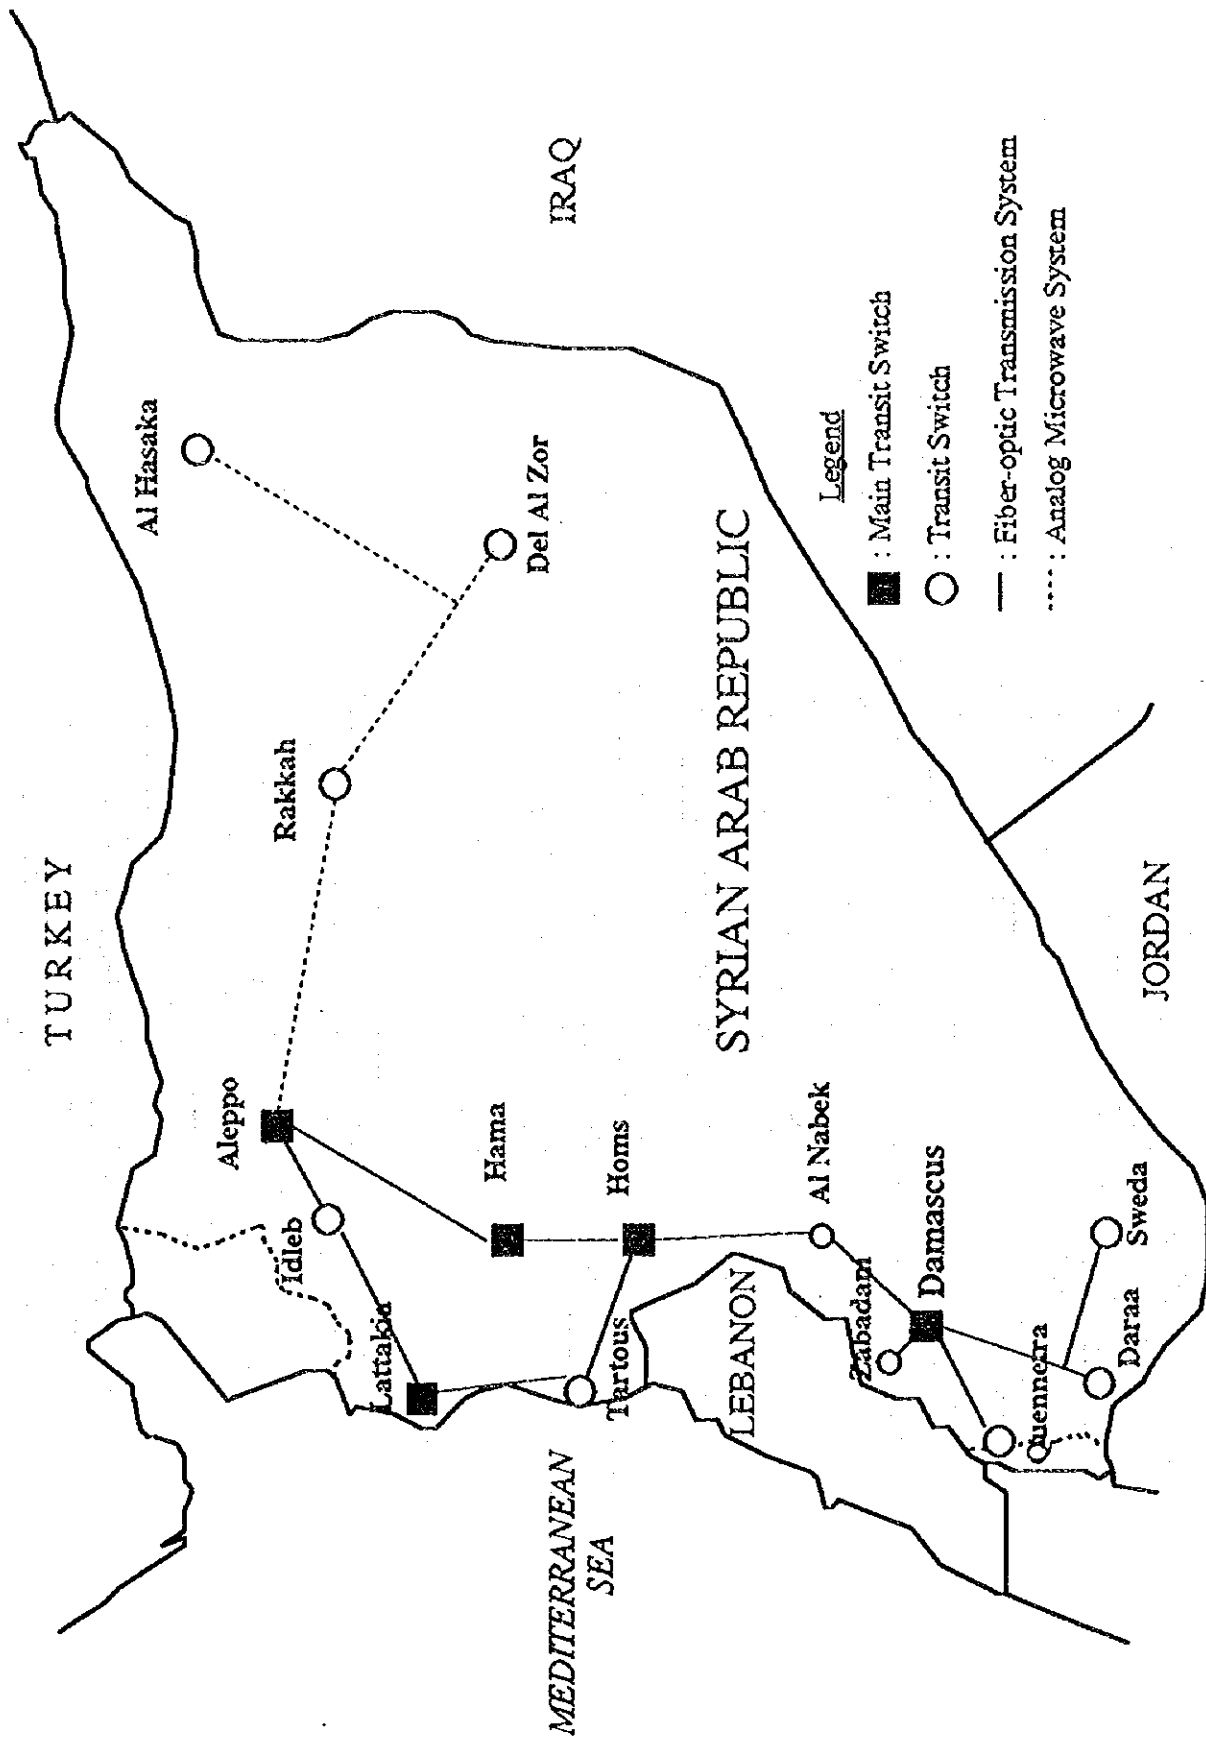 TURKEY
Al Hasaka
Aleppo
Rakkah
Idleb
IRAQ
Lattakia
Del Al Zor
Hama
MEDITERRANEAN
SEA
Tartous
Homs
SYRIAN ARAB REPUBLIC
LEBANON
Al Nabek
Legend
: Main Transit Switch
: Transit Switch
: Fiber-optic Transmission System
: Analog Microwave System
Zabadam
Damascus
Sweda
Daraa
JORDAN